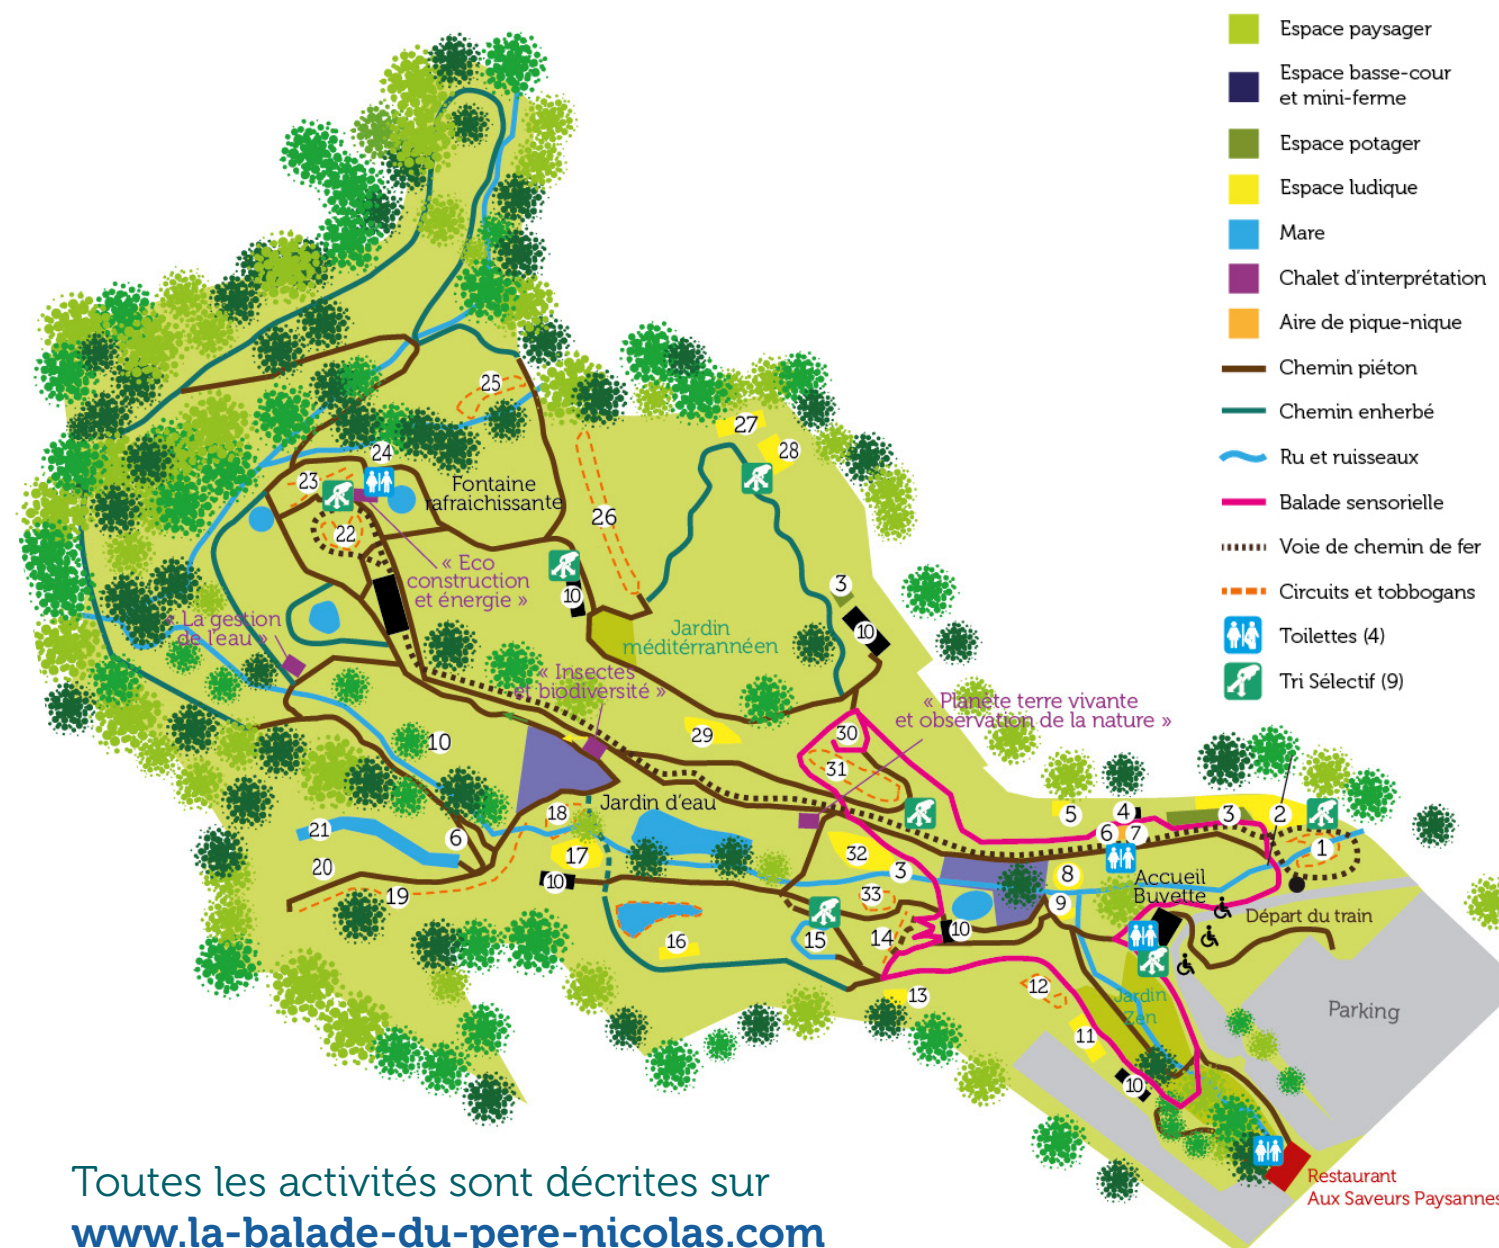 Espace paysager
Espace basse-cour
et mini-ferme
Espace potager
Espace ludique
Mare
Chalet d'interprétation
Aire de pique-nique
Chemin piéton
Chemin enherbé
Ru et ruisseaux
Balade sensorielle
Voie de chemin de fer
Circuits et tobbogans
Toilettes (4)
Tri Sélectif (9)
25
27
28
24
23
Fontaine
rafraichissante
26
22
« Eco
construction
et énergie »
10
3
10
« La gestion
de l'eau »
Jardin
méditérrannéen
« Insectes
et biodiversité »
« Planète terre vivante
et observation de la nature »
10
29
30
31
Jardin d'eau
18
5
4
3
2
6
7
1
21
6
17
32
3
8
20
10
19
33
9
Accueil
Buvette
Départ du train
16
15
14
10
13
12
Jardin
Zen
11
Parking
10
Restaurant
Aux Saveurs Paysannes
Toutes les activités sont décrites sur
www.la-balade-du-pere-nicolas.com